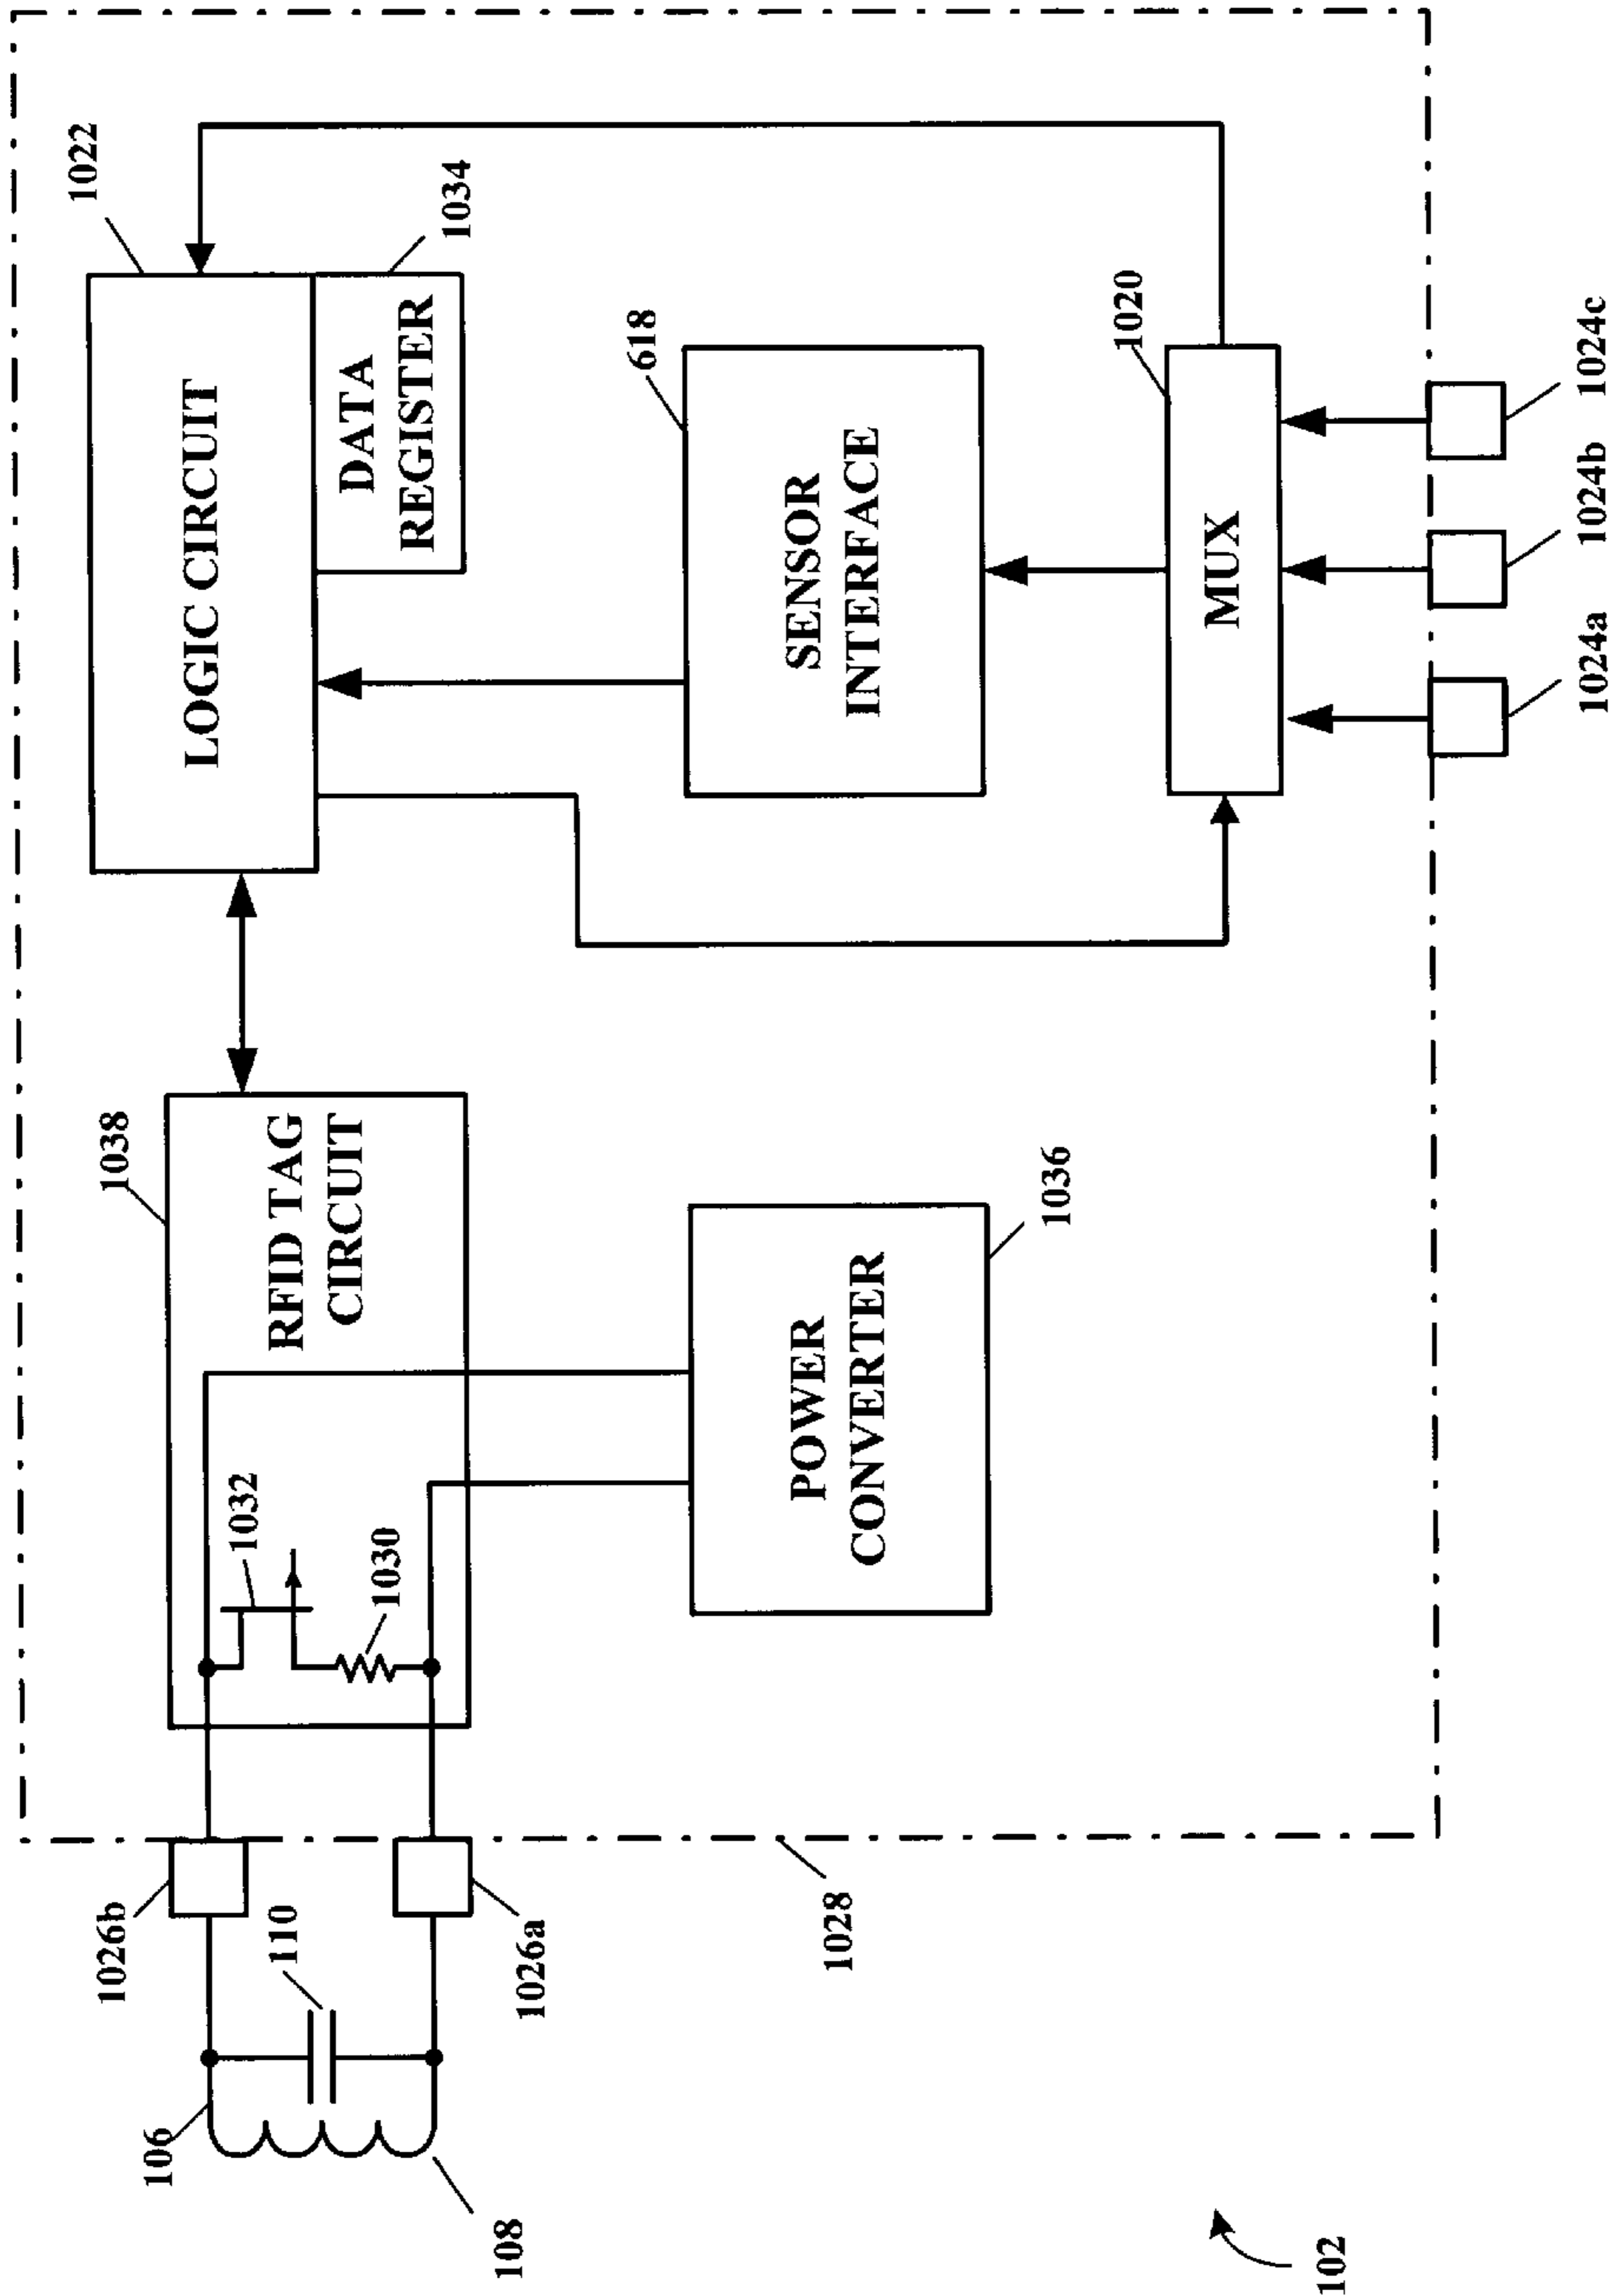 1022
LOGIC CIRCUIT
1034
DATA
REGISTER
618
SENSOR
INTERFACE
1020
MUX
1024a
1024b
1024c
1038
RFID TAG
CIRCUIT
1032
1030
POWER
CONVERTER
1036
1026b
110
1026a
1028
106
108
102